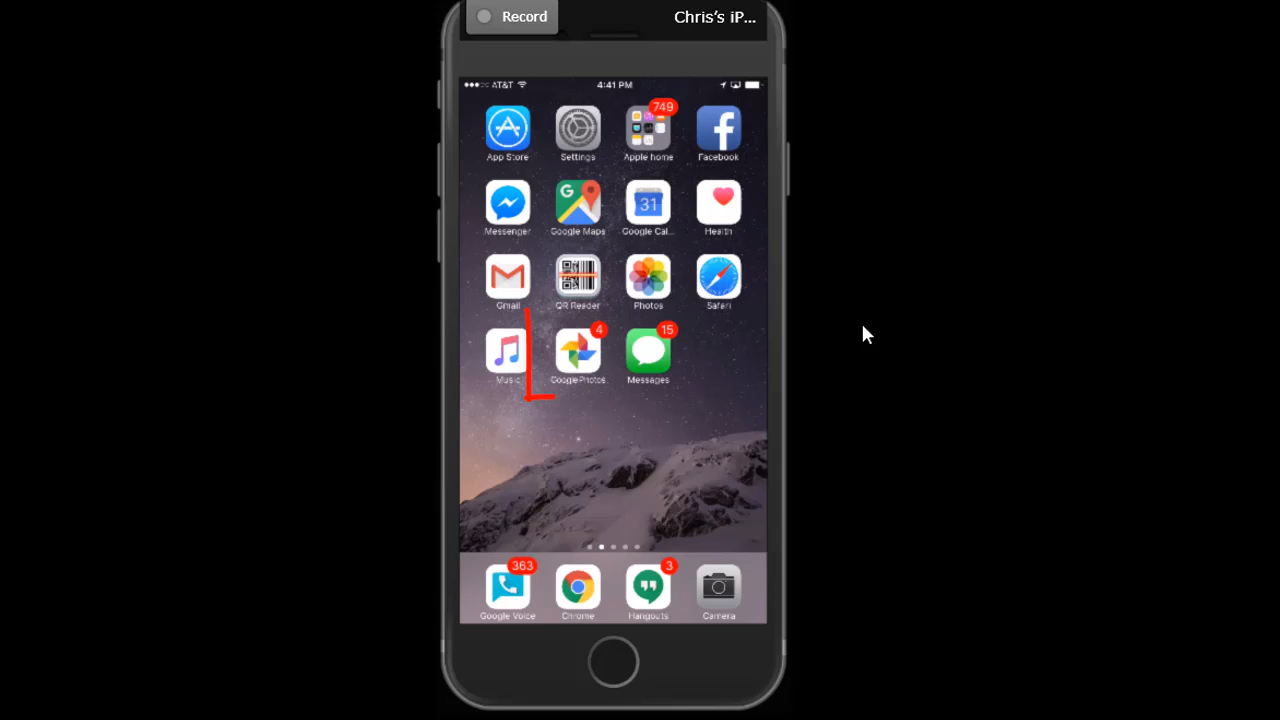 Record Chris's iP...
AT&T 4:41 PM
749
App Store Settings Apple home Facebook
G 31
Messenger Google Maps Google Cal... Health
Gmail QR Reader Photos Safari
4 15
Music Google Photos Messages
363 3
Google Voice Chrome Hangouts Camera